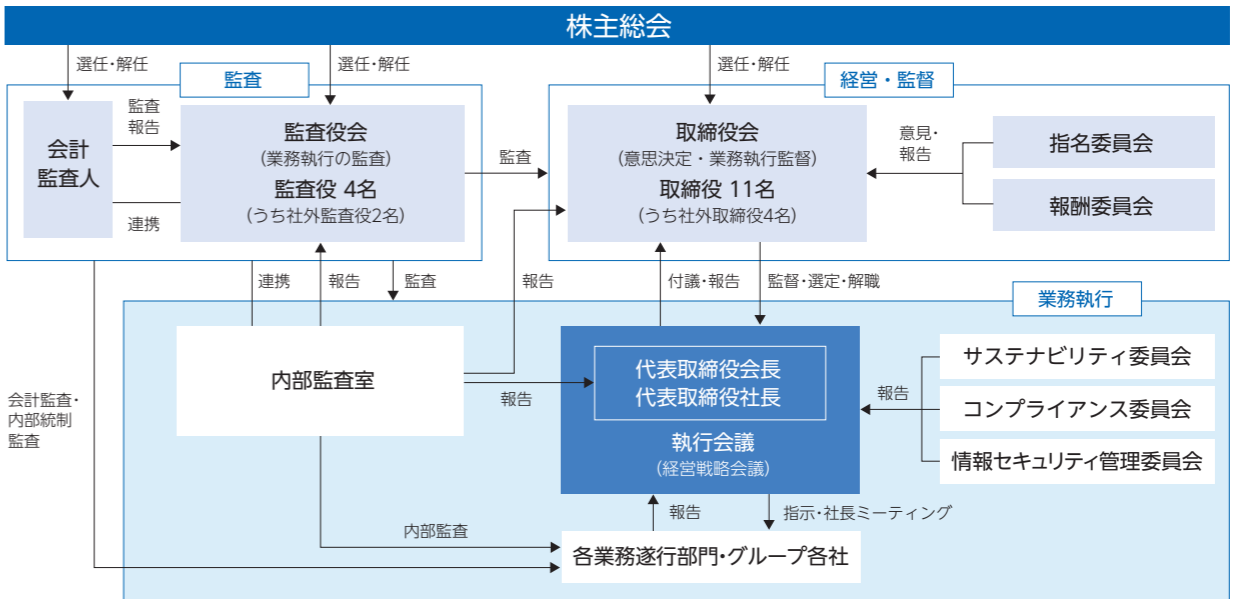 株主総会
選任・解任
選任・解任
選任・解任
監査
経営・監督
会計
監査人
監査
報告
連携
監査役会
(業務執行の監査)
監査役 4名
(うち社外監査役2名)
監査
取締役会
(意思決定・業務執行監督)
取締役 11名
(うち社外取締役4名)
意見・
報告
指名委員会
報酬委員会
連携
報告
監査
報告
付議・報告
監督・選定・解職
業務執行
内部監査室
報告
代表取締役会長
代表取締役社長
執行会議
(経営戦略会議)
報告
サステナビリティ委員会
コンプライアンス委員会
情報セキュリティ管理委員会
会計監査・
内部統制
監査
内部監査
報告
指示・社長ミーティング
各業務遂行部門・グループ各社